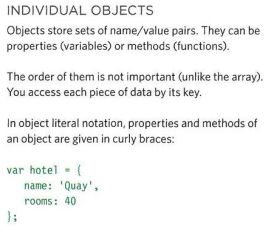 INDIVIDUAL OBJECTS
Objects store sets of name/value pairs. They can be
properties (variables) or methods (functions).
The order of them is not important (unlike the array).
You access each piece of data by its key.
In object literal notation, properties and methods of
an object are given in curly braces:
var hotel = {
name: 'Quay',
rooms: 40
};